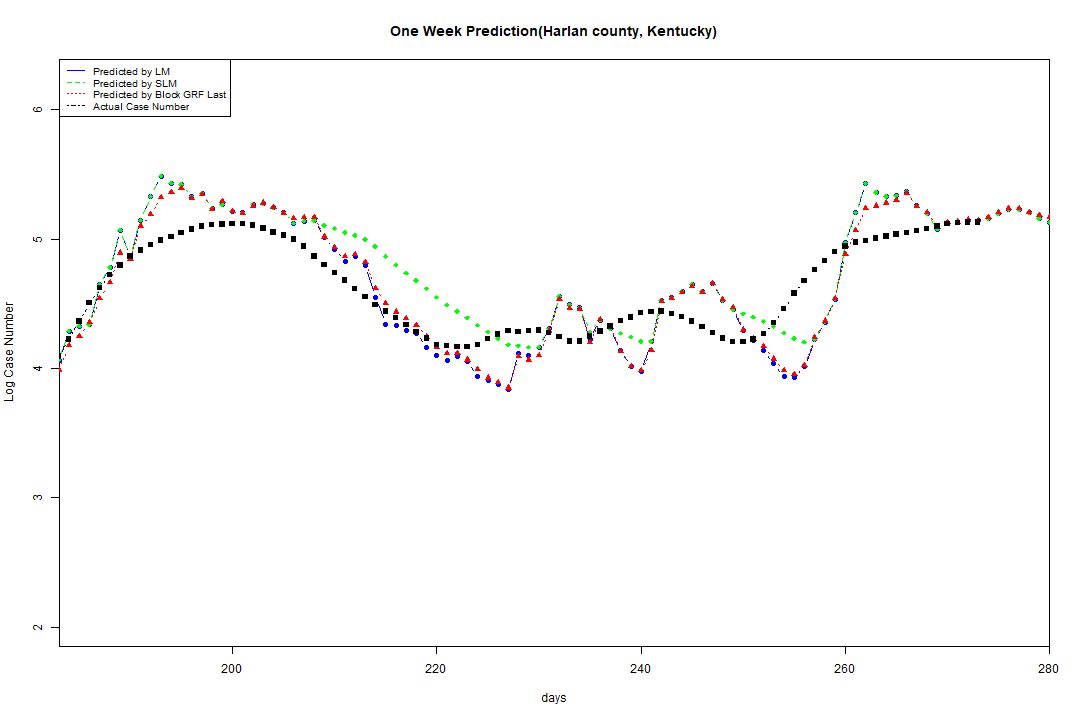 One Week Prediction(Harlan county, Kentucky)
Predicted by LM
Predicted by SLM
Predicted by Block GRF Last
Actual Case Number
6
5
4
3
2
Log Case Number
200 220 240 260 280
days